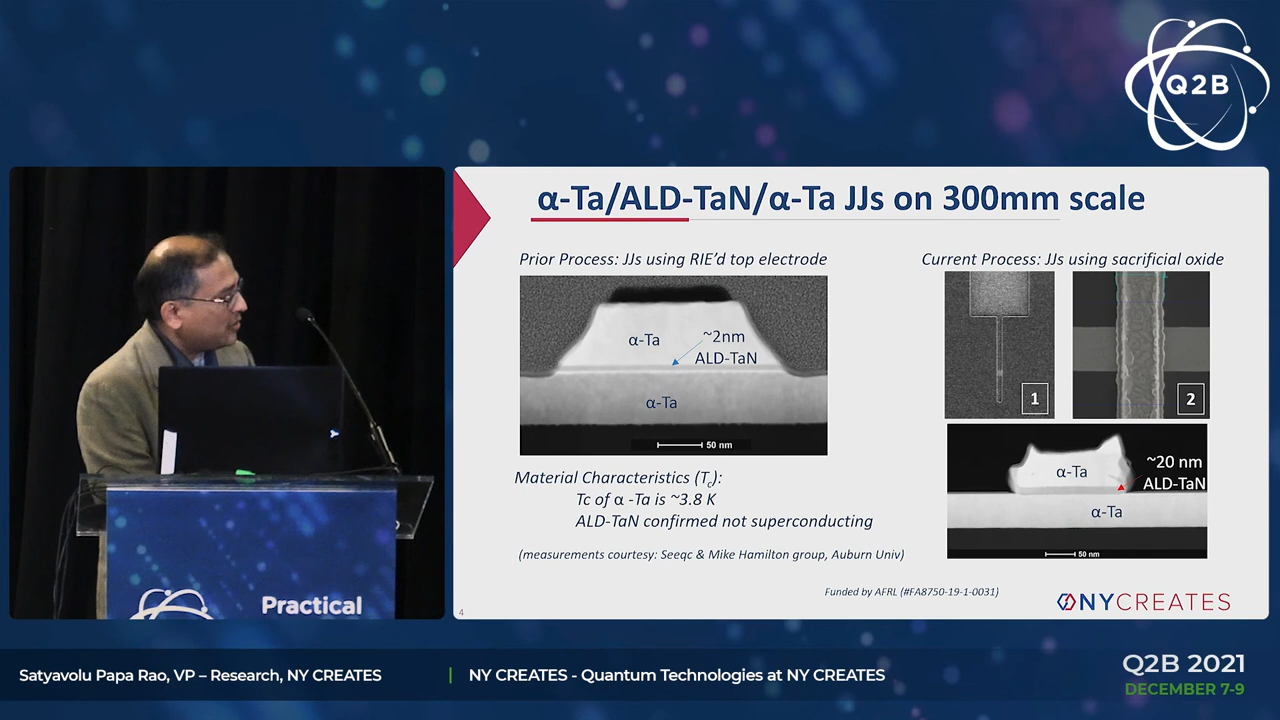 Q2B
α-Ta/ALD-TaN/α-Ta JJs on 300mm scale
Prior Process: JJs using RIE'd top electrode
α-Ta
~2nm
ALD-TaN
α-Ta
50 nm
Material Characteristics (Tc):
Tc of α -Ta is ~3.8 K
ALD-TaN confirmed not superconducting
(measurements courtesy: Seeqc & Mike Hamilton group, Auburn Univ)
Current Process: JJs using sacrificial oxide
1
2
α-Ta
~20 nm
ALD-TaN
α-Ta
50 nm
Funded by AFRL (#FA8750-19-1-0031)
NYCREATES
4
Practical
Satyavolu Papa Rao, VP – Research, NY CREATES | NY CREATES - Quantum Technologies at NY CREATES
Q2B 2021
DECEMBER 7-9